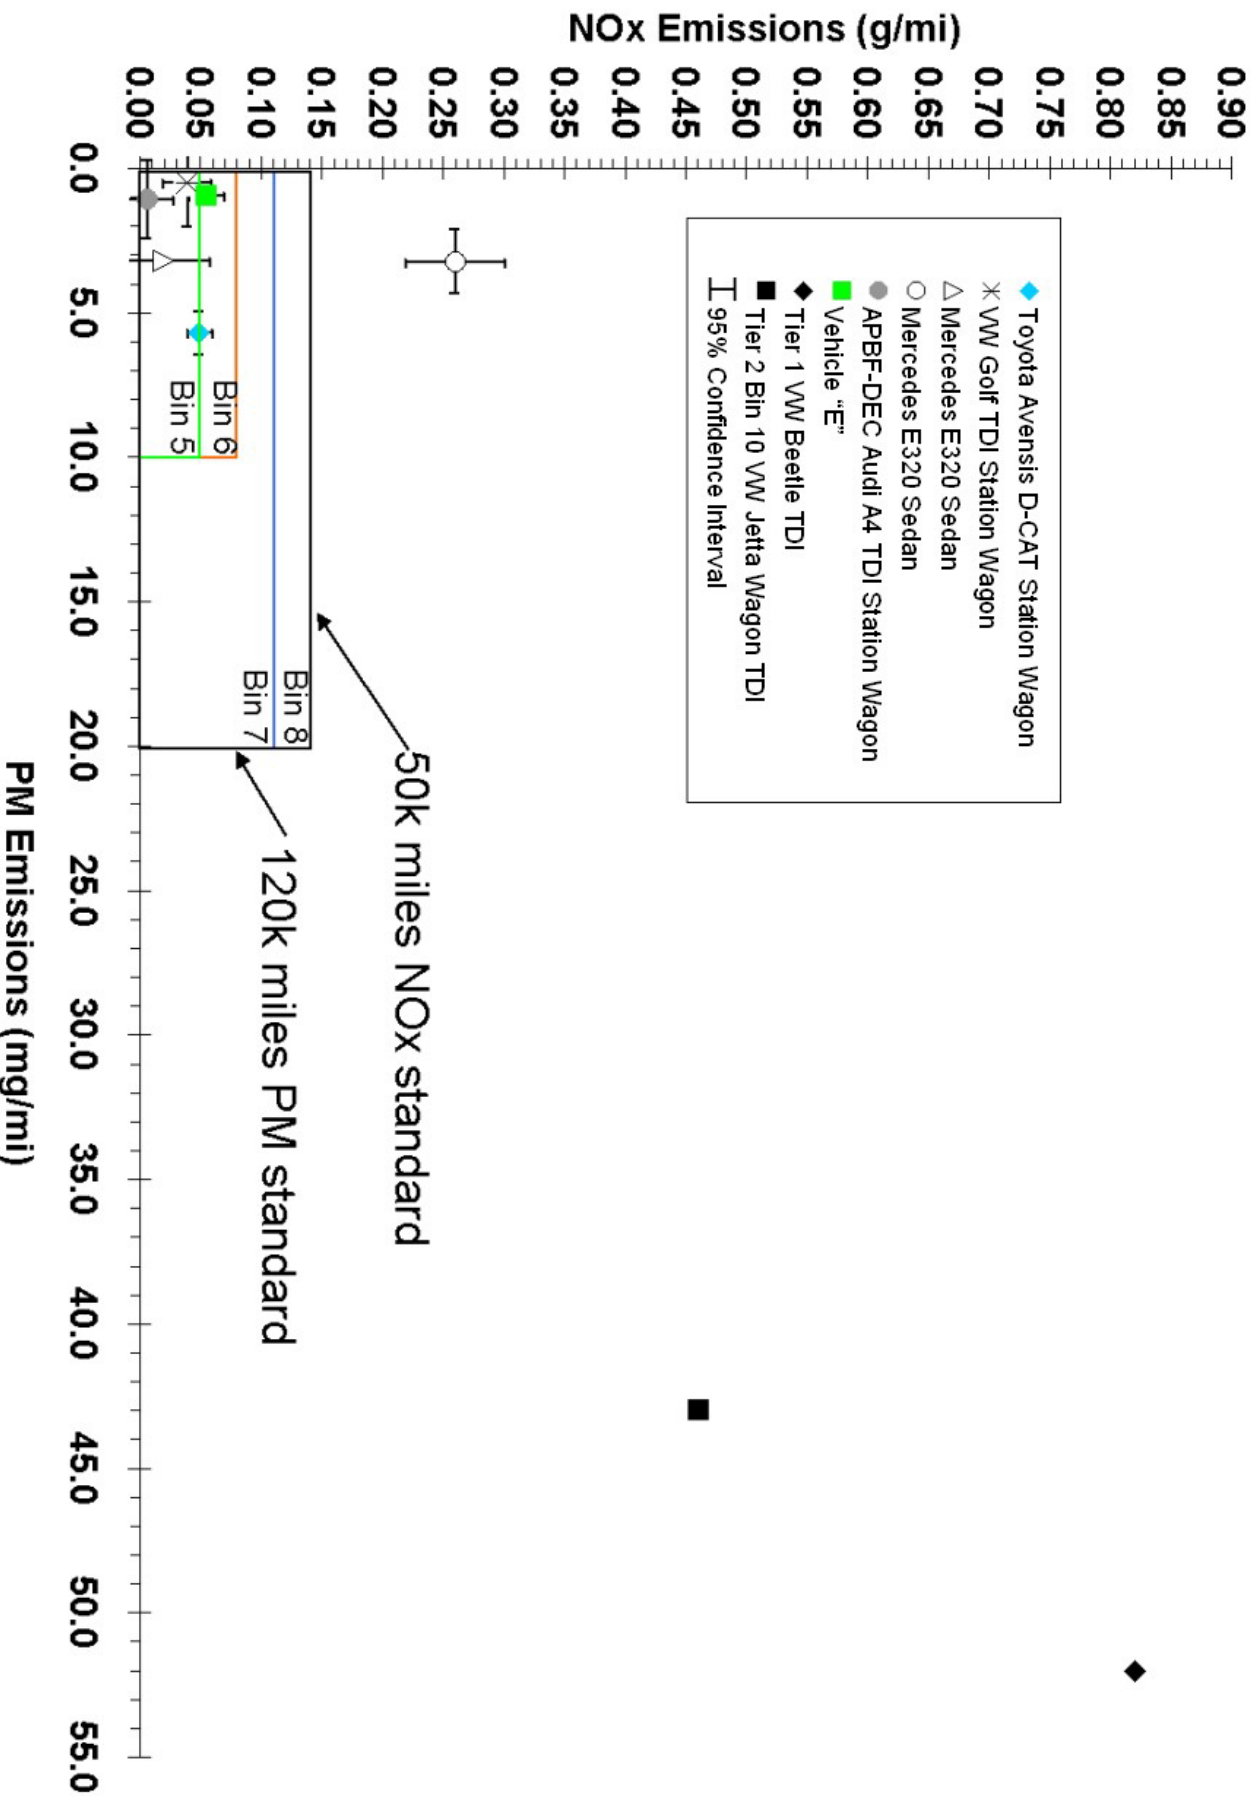 NOx Emissions (g/mi)
0.90
0.85
0.80
0.75
0.70
0.65
0.60
0.55
0.50
0.45
0.40
0.35
0.30
0.25
0.20
0.15
0.10
0.05
0.00
Toyota Avensis D-CAT Station Wagon
VW Golf TDI Station Wagon
Mercedes E320 Sedan
Mercedes E320 Sedan
APBF-DEC Audi A4 TDI Station Wagon
Vehicle “E”
Tier 1 VW Beetle TDI
Tier 2 Bin 10 VW Jetta Wagon TDI
95% Confidence Interval
50k miles NOx standard
120k miles PM standard
Bin 8
Bin 7
Bin 6
Bin 5
0.0
5.0
10.0
15.0
20.0
25.0
30.0
35.0
40.0
45.0
50.0
55.0
PM Emissions (mg/mi)